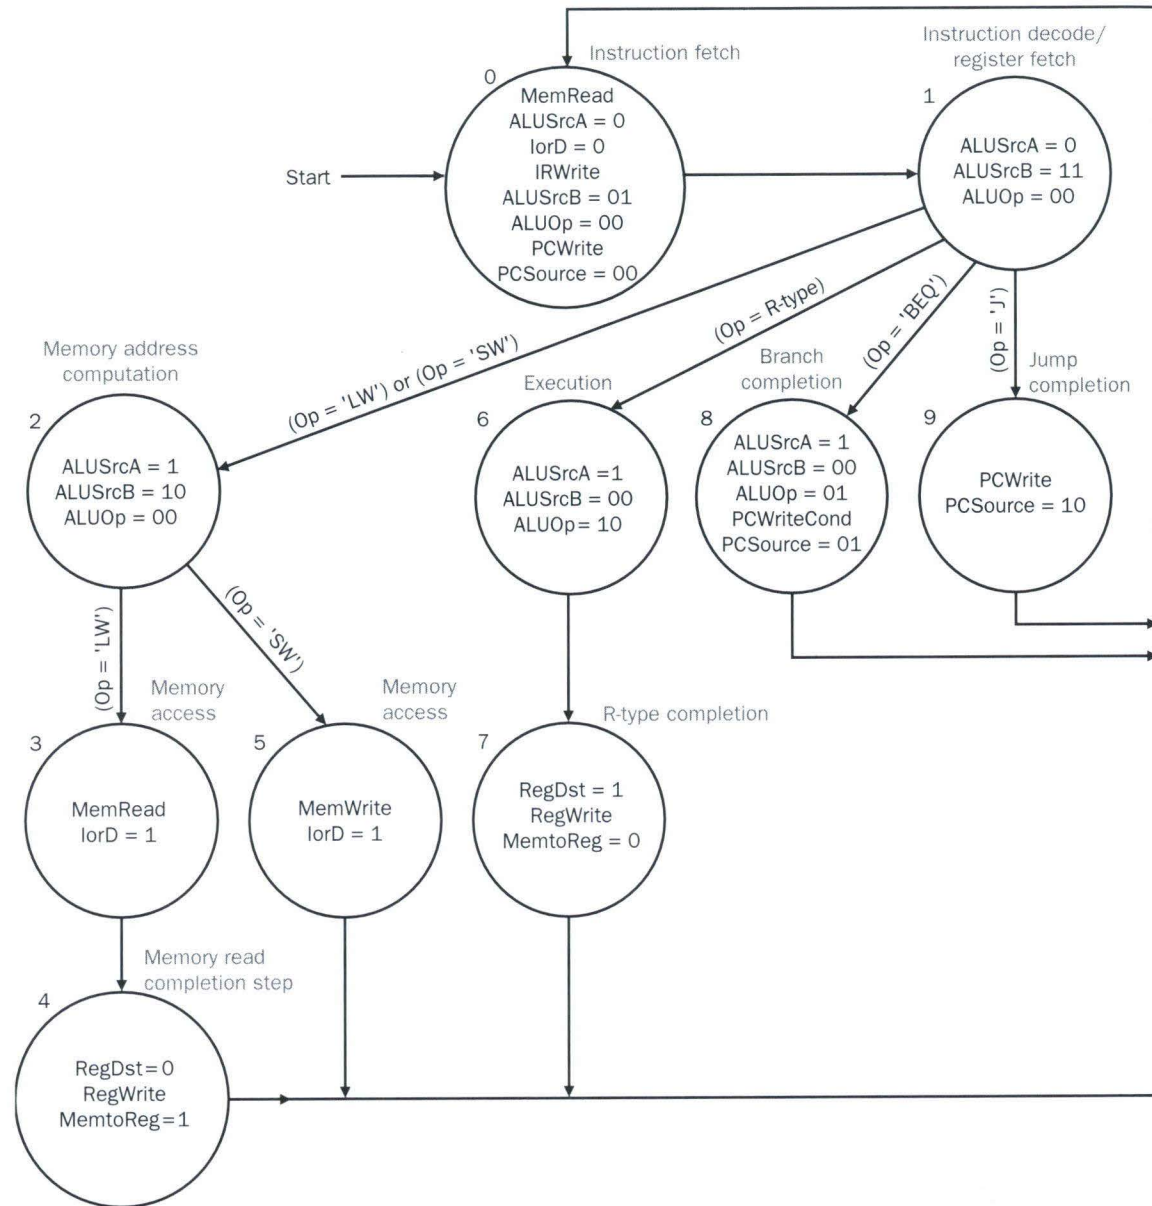 Instruction fetch
0
MemRead
ALUSrcA = 0
IorD = 0
IRWrite
ALUSrcB = 01
ALUOp = 00
PCWrite
PCSource = 00
Start
Instruction decode/
register fetch
1
ALUSrcA = 0
ALUSrcB = 11
ALUOp = 00
(Op = 'LW') or (Op = 'SW')
(Op = R-type)
(Op = 'BEQ')
(Op = 'J')
Memory address
computation
2
ALUSrcA = 1
ALUSrcB = 10
ALUOp = 00
Execution
6
ALUSrcA =1
ALUSrcB = 00
ALUOp= 10
Branch
completion
8
ALUSrcA = 1
ALUSrcB = 00
ALUOp = 01
PCWriteCond
PCSource = 01
Jump
completion
9
PCWrite
PCSource = 10
(Op = 'LW')
(Op = 'SW')
Memory
access
3
MemRead
IorD = 1
Memory
access
5
MemWrite
IorD = 1
R-type completion
7
RegDst = 1
RegWrite
MemtoReg = 0
Memory read
completion step
4
RegDst=0
RegWrite
MemtoReg=1